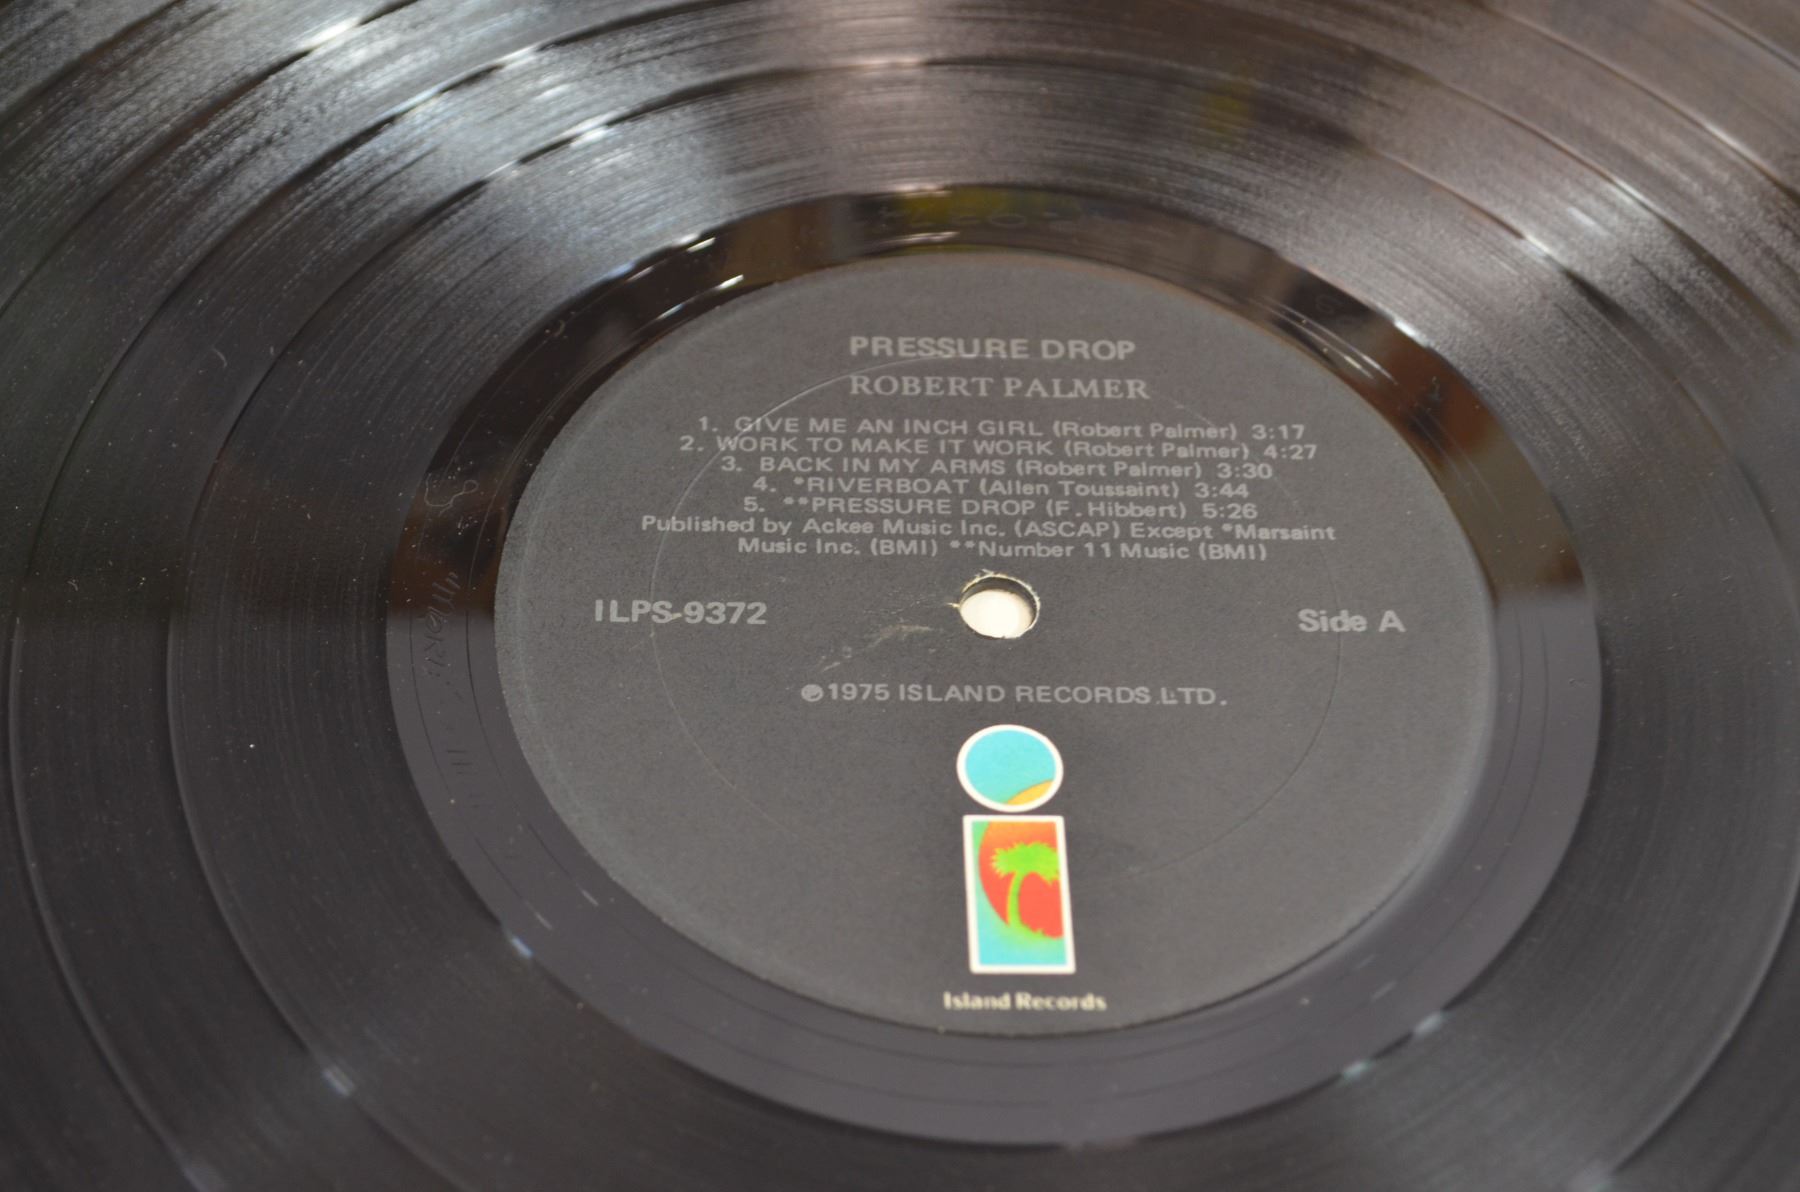 PRESSURE DROP
ROBERT PALMER
1. GIVE ME AN INCH GIRL (Robert Palmer) 3:17
2. WORK TO MAKE IT WORK (Robert Palmer) 4:27
3. BACK IN MY ARMS (Robert Palmer) 3:30
4. *RIVERBOAT (Allen Toussaint) 3:44
5. **PRESSURE DROP (F. Hibbert) 5:26
Published by Ackee Music Inc. (ASCAP) Except *Marsaint
Music Inc. (BMI) **Number 11 Music (BMI)
ILPS-9372
Side A
℗1975 ISLAND RECORDS LTD.
Island Records